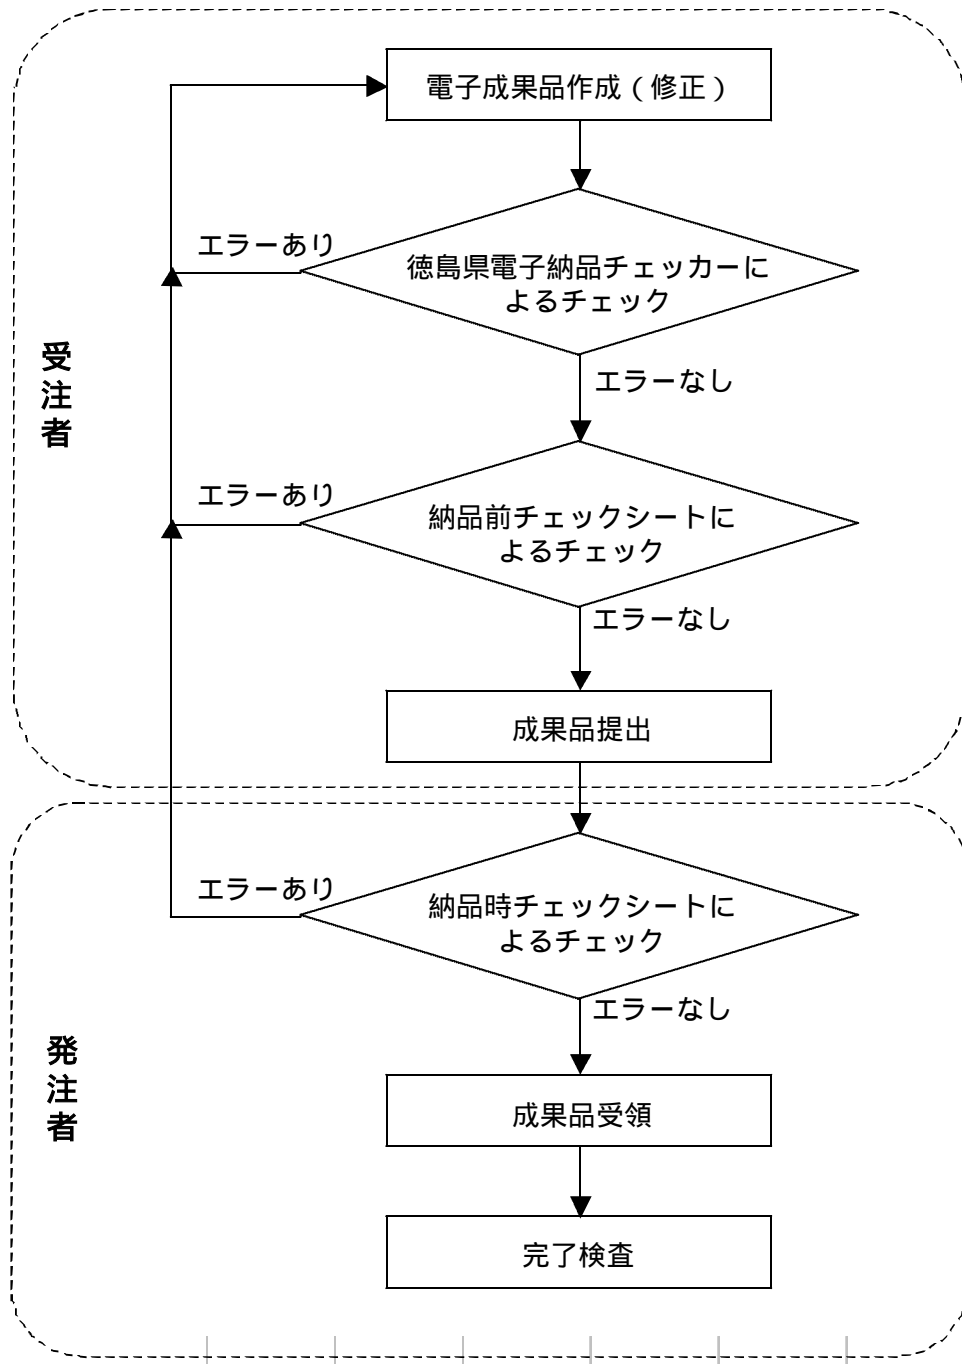 電子成果品作成(修正)
エラーあり
徳島県電子納品チェッカーに
よるチェック
受注者
エラーなし
エラーあり
納品前チェックシートに
よるチェック
エラーなし
成果品提出
エラーあり
納品時チェックシートに
よるチェック
エラーなし
発注者
成果品受領
完了検査